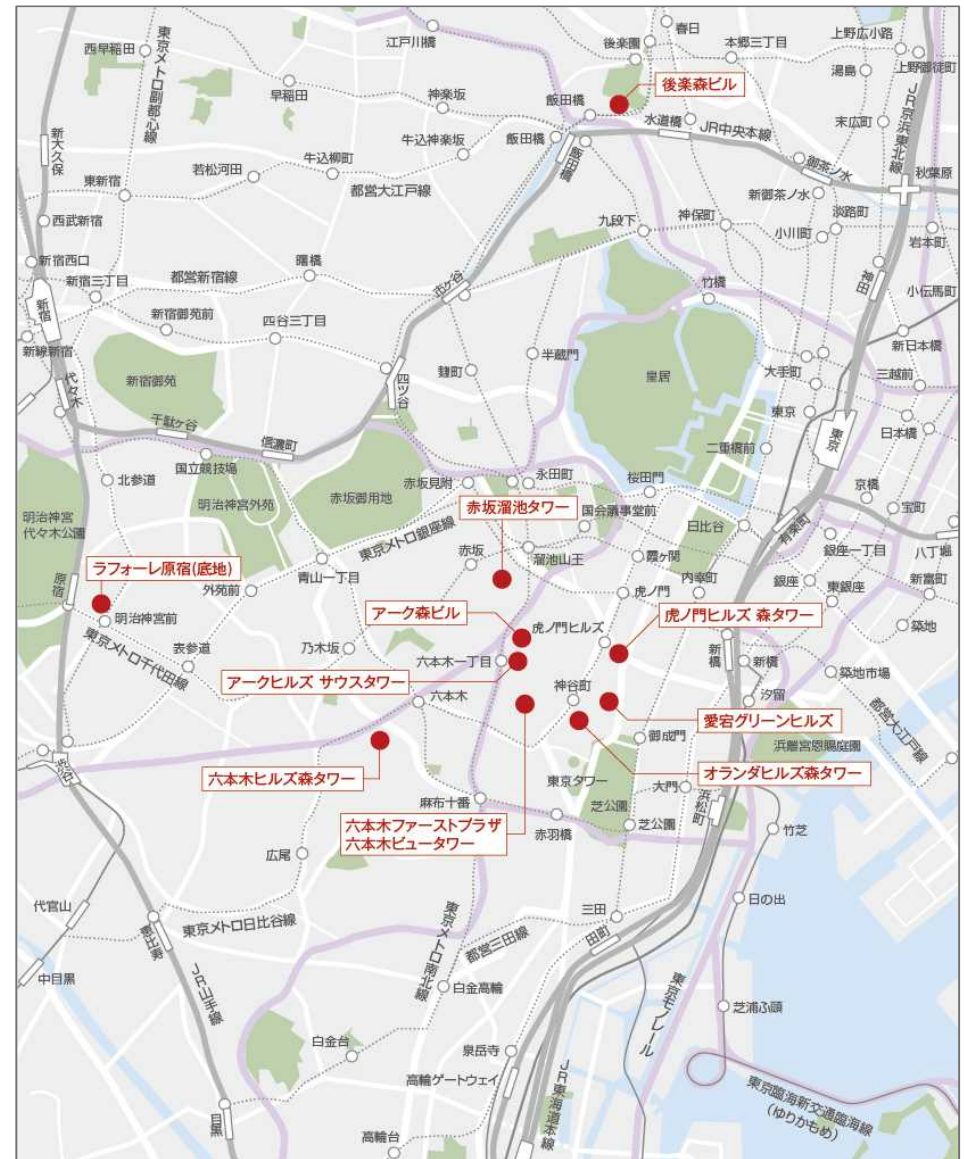 春日
江戸川橋
後楽園
本郷三丁目
上野広小路
西早稲田
東京メトロ副都心線
湯島
上野御徒町
早稲田
神楽坂
飯田橋
後楽森ビル
末広町
JR京浜東北線
水道橋
JR中央本線
新大久保
牛込神楽坂
飯田橋
飯田橋
牛込柳町
若松河田
御茶ノ水
秋葉原
東新宿
都営大江戸線
新御茶ノ水
西武新宿
九段下
神保町
小川町
淡路町
岩本町
新宿西口
曙橋
都営新宿線
新宿三丁目
市ヶ谷
竹橋
神田
小伝馬町
新宿
新宿御苑前
四谷三丁目
新線新宿
半蔵門
新日本橋
代々木
新宿御苑
四ツ谷
麹町
皇居
大手町
三越前
千駄ヶ谷
東京
東京
日本橋
信濃町
二重橋前
国立競技場
北参道
赤坂見附
永田町
桜田門
京橋
明治神宮外苑
赤坂御用地
赤坂溜池タワー
国会議事堂前
日比谷
有楽町
宝町
明治神宮
代々木公園
東京メトロ銀座線
赤坂
溜池山王
霞ヶ関
銀座一丁目
八丁堀
ラフォーレ原宿(底地)
原宿
外苑前
青山一丁目
内幸町
銀座
東銀座
新富町
虎ノ門
明治神宮前
アーク森ビル
虎ノ門ヒルズ
虎ノ門ヒルズ 森タワー
築地
東京メトロ千代田線
表参道
乃木坂
六本木一丁目
新橋
新橋
築地市場
アークヒルズ サウスタワー
神谷町
汐留
六本木
愛宕グリーンヒルズ
都営大江戸線
渋谷
御成門
浜離宮恩賜庭園
六本木ヒルズ森タワー
東京タワー
オランダヒルズ森タワー
大門
浜松町
麻布十番
芝公園
六本木ファーストプラザ
六本木ビュータワー
赤羽橋
芝公園
竹芝
広尾
代官山
日の出
恵比寿
東京メトロ日比谷線
三田
東京メトロ南北線
都営三田線
田町
中目黒
JR山手線
白金高輪
東京モノレール
芝浦ふ頭
白金台
泉岳寺
高輪ゲートウェイ
JR東海道本線
東京臨海新交通臨海線
(ゆりかもめ)
目黒
高輪台